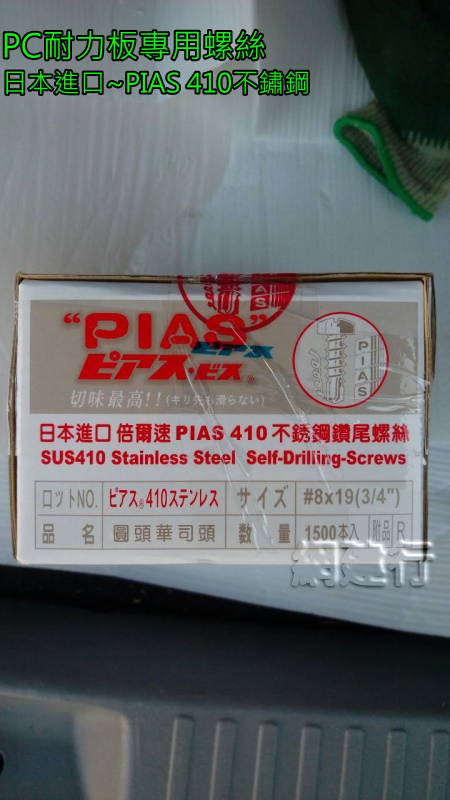 PC耐力板專用螺絲
日本進口~PIAS 410不鏽鋼
PIAS
“PIAS”
ピアス
ピアス・ビス®
PIAS
切味最高!!(キリ先も滑らない)
日本進口 倍爾速 PIAS 410 不銹鋼鑽尾螺絲
SUS410 Stainless Steel Self-Drilling-Screws
ロットNO. ピアス®410ステンレス サイズ #8x19(3/4")
品名 圓頭華司頭 數量 1500本入 附品 R
網建行